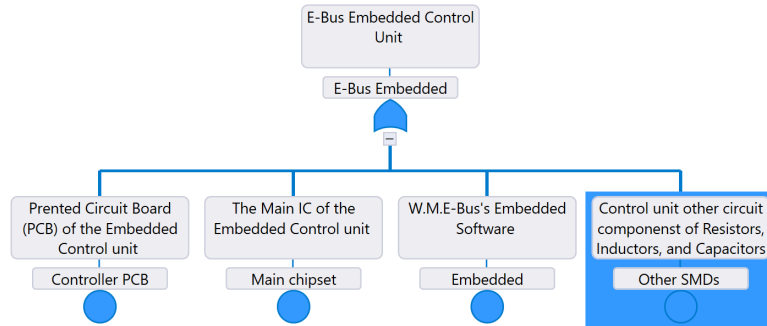 E-Bus Embedded Control
Unit
E-Bus Embedded
Prented Circuit Board
(PCB) of the Embedded
Control unit
Controller PCB
The Main IC of the
Embedded Control unit
Main chipset
W.M.E-Bus's Embedded
Software
Embedded
Control unit other circuit
componenst of Resistors,
Inductors, and Capacitors
Other SMDs